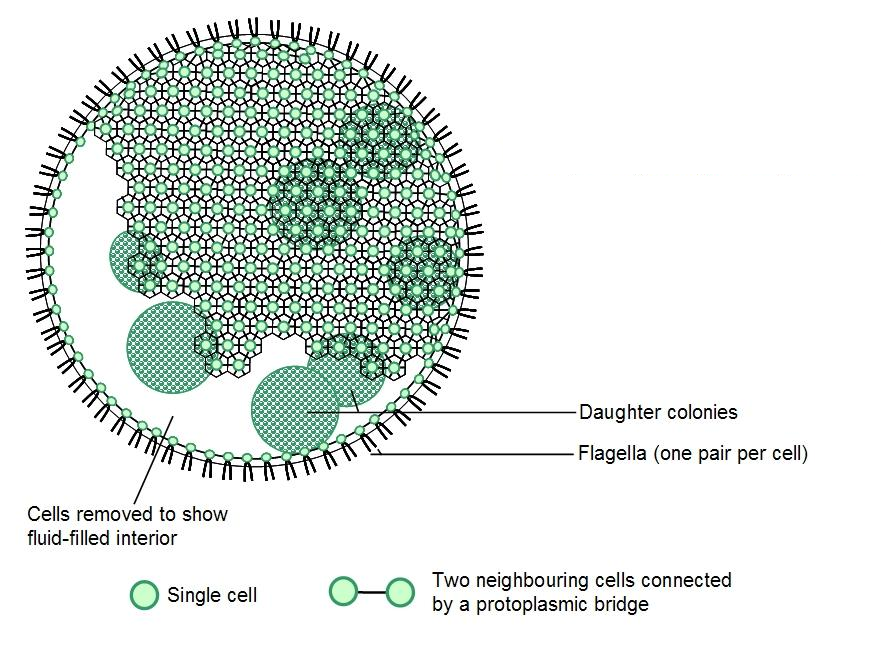 Daughter colonies
Flagella (one pair per cell)
Cells removed to show
fluid-filled interior
Single cell
Two neighbouring cells connected
by a protoplasmic bridge